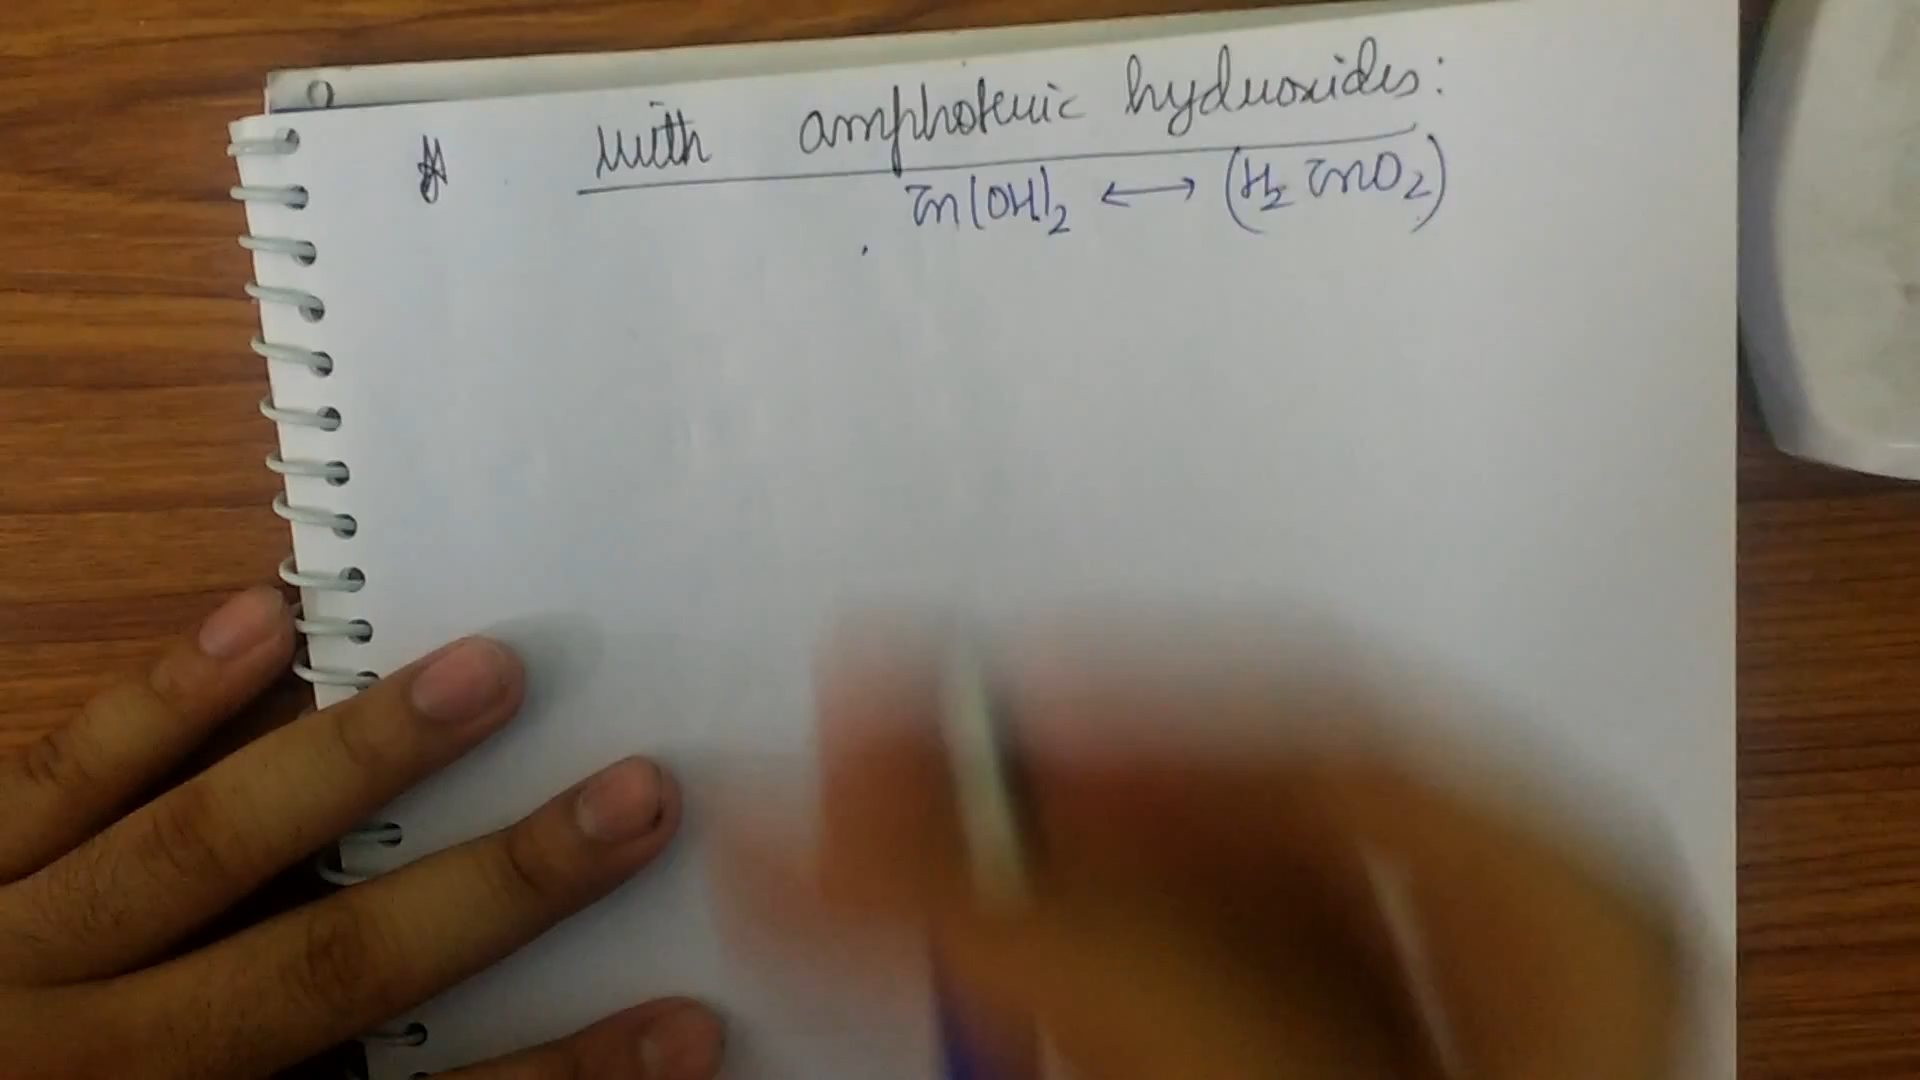 with amphoteric hydroxides:
Zn(OH)₂ ⟷ (H₂ZnO₂)